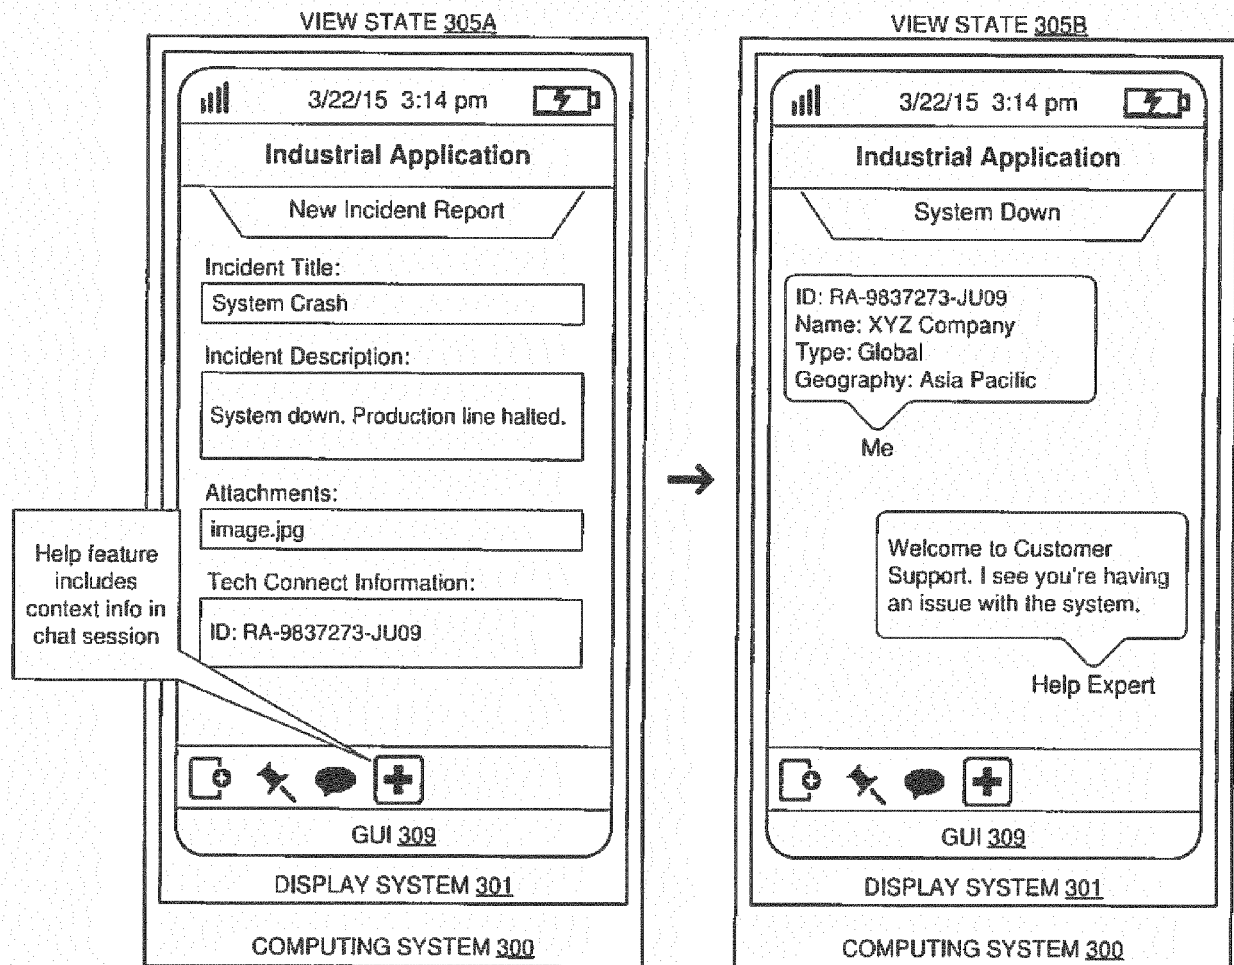 VIEW STATE 305A
3/22/15 3:14 pm
Industrial Application
New Incident Report
Incident Title:
System Crash
Incident Description:
System down. Production line halted.
Attachments:
image.jpg
Tech Connect Information:
ID: RA-9837273-JU09
Help feature
includes
context info in
chat session
GUI 309
DISPLAY SYSTEM 301
COMPUTING SYSTEM 300
VIEW STATE 305B
3/22/15 3:14 pm
Industrial Application
System Down
ID: RA-9837273-JU09
Name: XYZ Company
Type: Global
Geography: Asia Pacific
Me
Welcome to Customer
Support. I see you're having
an issue with the system.
Help Expert
GUI 309
DISPLAY SYSTEM 301
COMPUTING SYSTEM 300